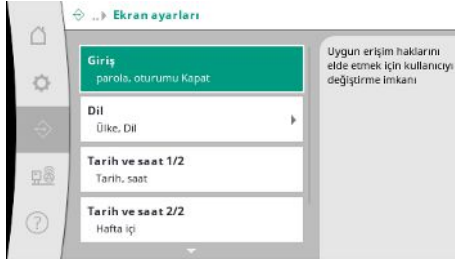 ..▸ Ekran ayarları
Giriş
parola, oturumu Kapat
Dil
Ülke, Dil
Tarih ve saat 1/2
Tarih, saat
Tarih ve saat 2/2
Hafta içi
Uygun erişim haklarını
elde etmek için kullanıcıyı
değiştirme imkanı
?